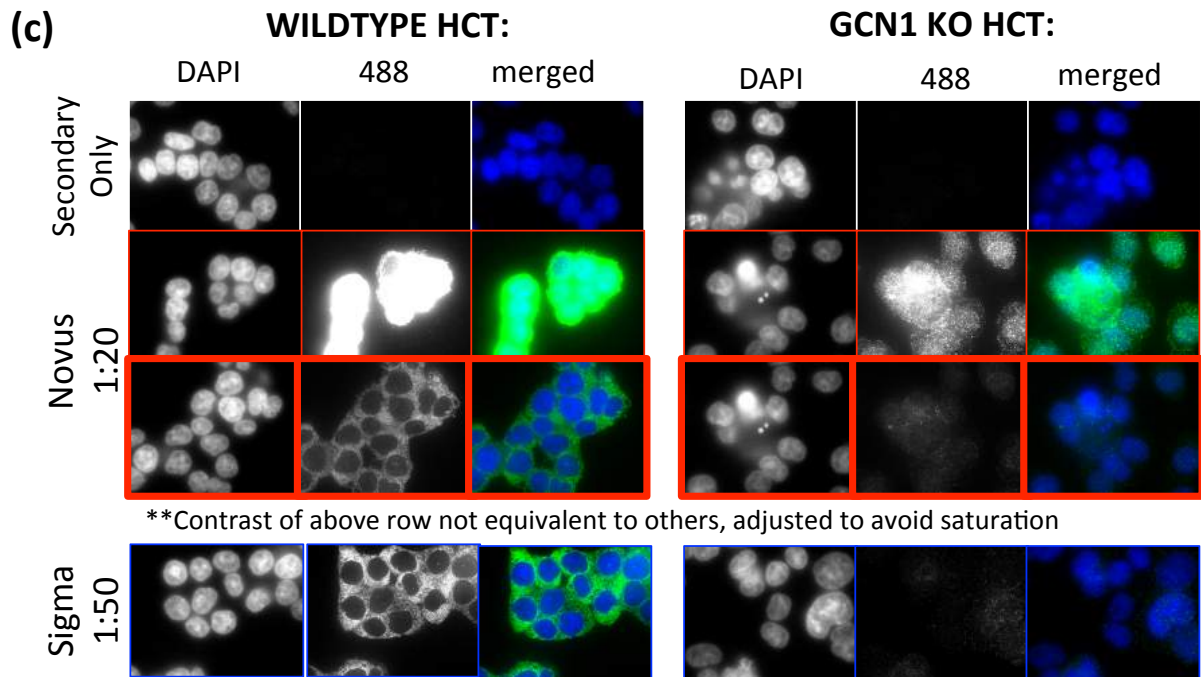 (c)
WILDTYPE HCT:
GCN1 KO HCT:
DAPI 488 merged
DAPI 488 merged
Secondary
Only
Novus
1:20
**Contrast of above row not equivalent to others, adjusted to avoid saturation
Sigma
1:50